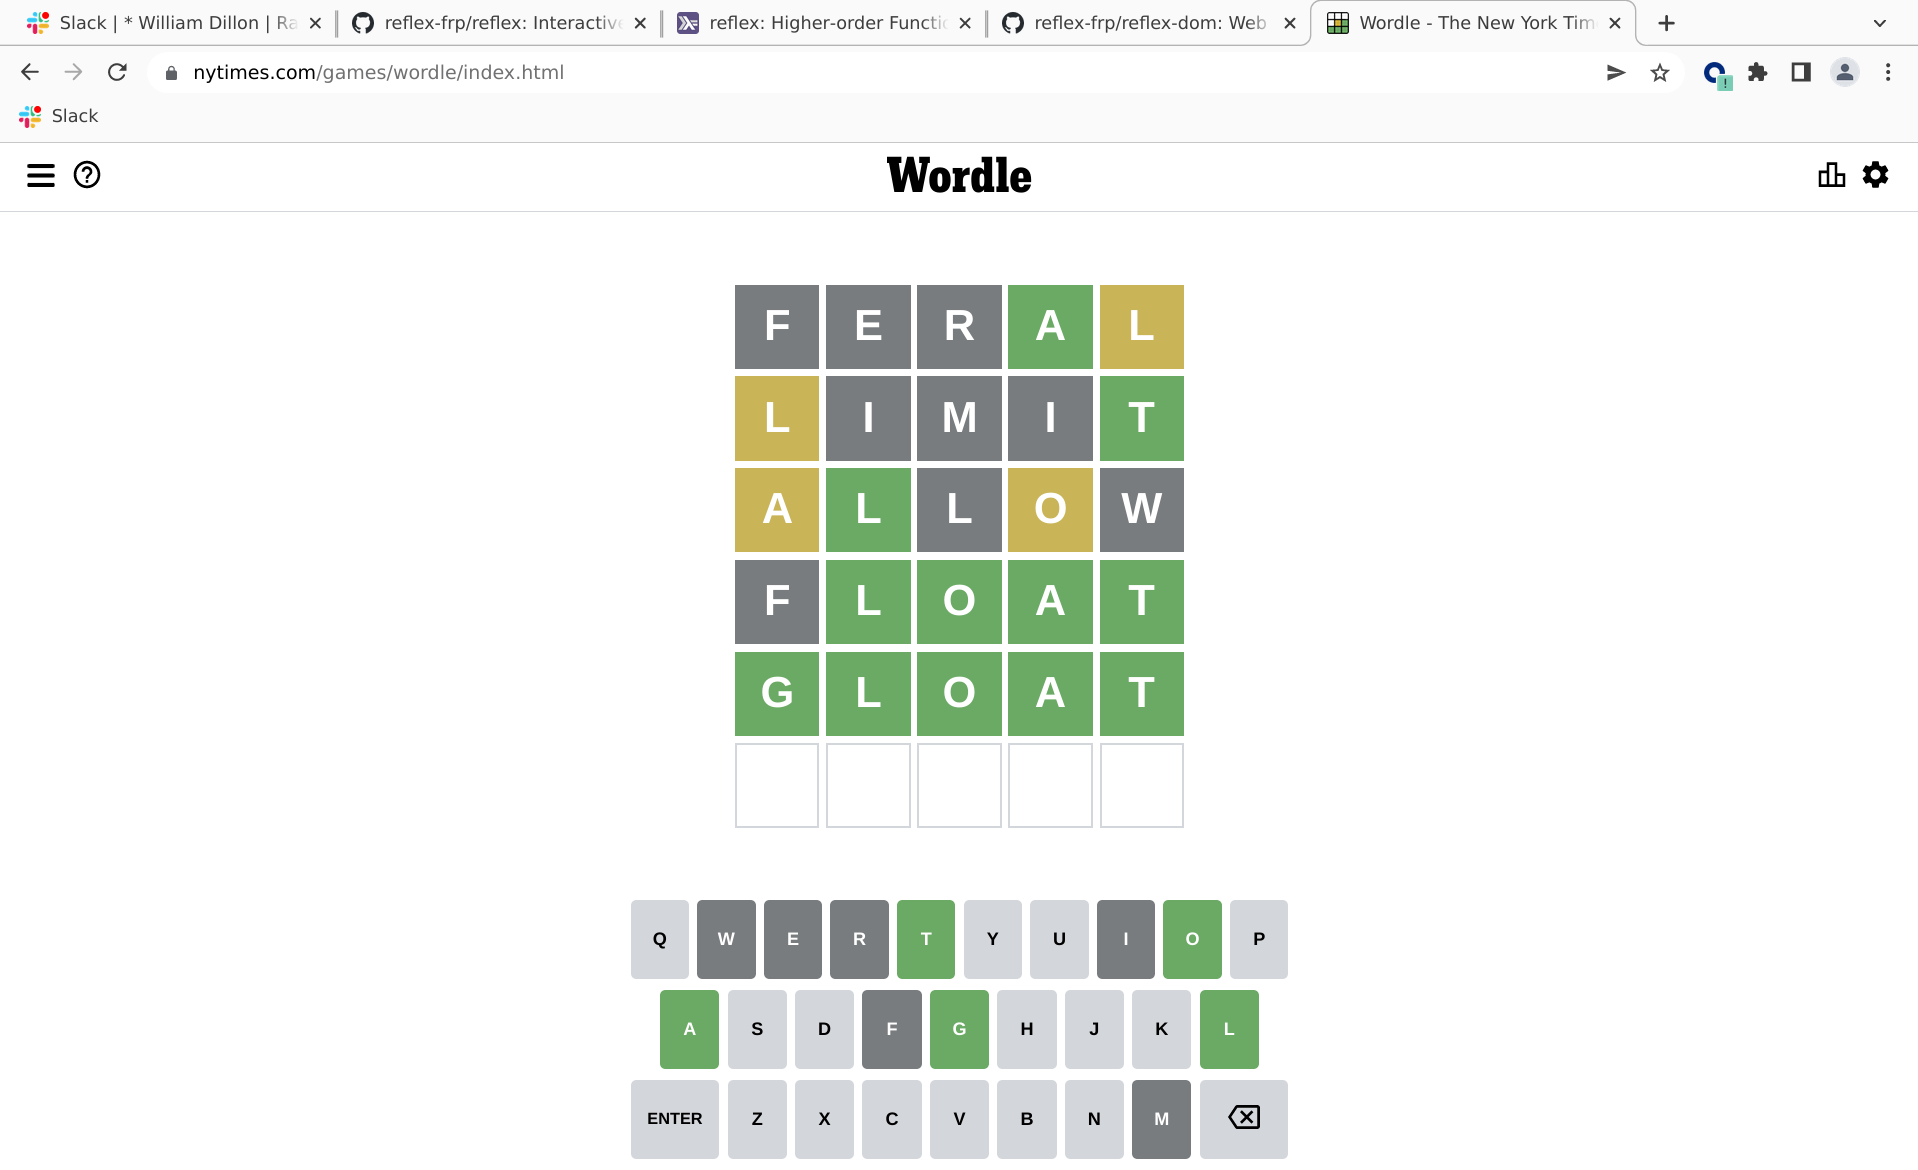 Slack | * William Dillon | Ra
reflex-frp/reflex: Interactive
reflex: Higher-order Functio
reflex-frp/reflex-dom: Web
Wordle - The New York Tim
nytimes.com/games/wordle/index.html
Slack
Wordle
F E R A L
L I M I T
A L L O W
F L O A T
G L O A T
Q W E R T Y U I O P
A S D F G H J K L
ENTER Z X C V B N M